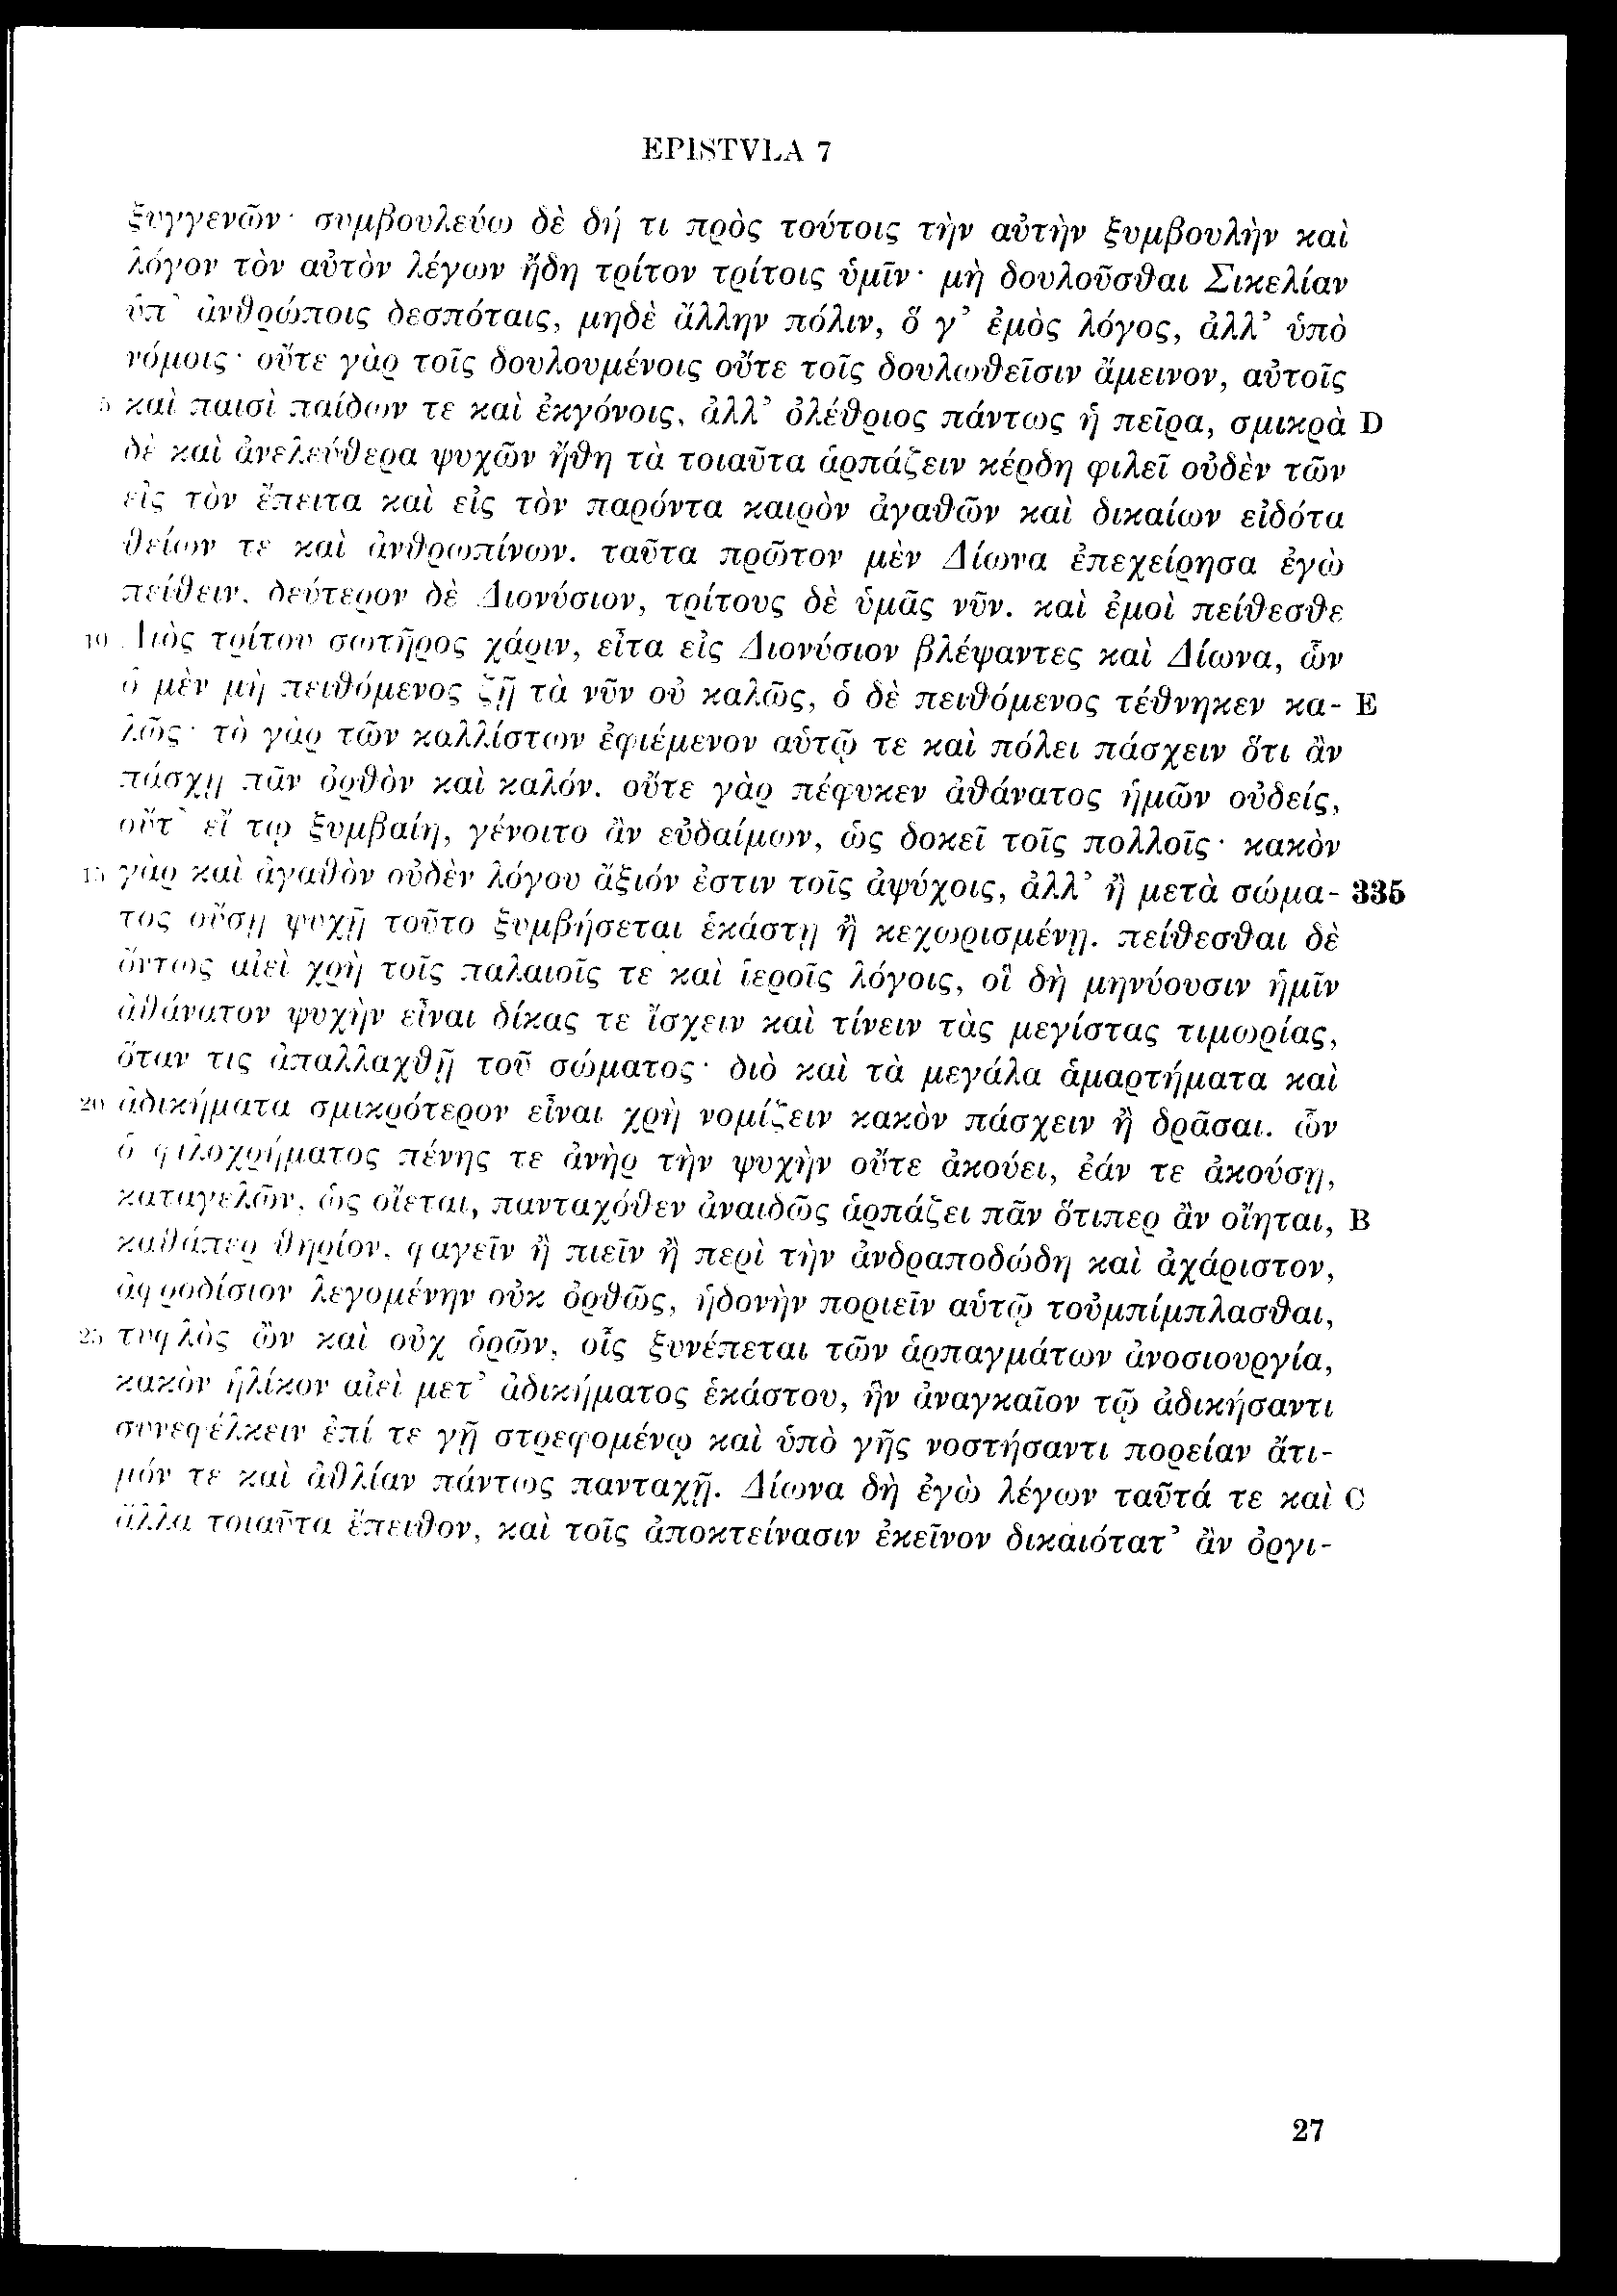 EPISTVLA 7
ξυγγενῶν· συμβουλεύω δὲ δή τι πρὸς τούτοις τὴν αὐτὴν ξυμβουλὴν καὶ
λόγον τὸν αὐτὸν λέγων ἤδη τρίτον τρίτοις ὑμῖν· μὴ δουλοῦσθαι Σικελίαν
ὑπ᾽ ἀνθρώποις δεσπόταις, μηδὲ ἄλλην πόλιν, ὅ γ᾽ ἐμὸς λόγος, ἀλλ᾽ ὑπὸ
νόμοις· οὔτε γὰρ τοῖς δουλουμένοις οὔτε τοῖς δουλωθεῖσιν ἄμεινον, αὐτοῖς
5 καὶ παισὶ παίδων τε καὶ ἐκγόνοις, ἀλλ᾽ ὀλέθριος πάντως ἡ πεῖρα, σμικρὰ D
δὲ καὶ ἀνελεύθερα ψυχῶν ἤθη τὰ τοιαῦτα ἁρπάζειν κέρδη φιλεῖ οὐδὲν τῶν
εἰς τὸν ἔπειτα καὶ εἰς τὸν παρόντα καιρὸν ἀγαθῶν καὶ δικαίων εἰδότα
θείων τε καὶ ἀνθρωπίνων. ταῦτα πρῶτον μὲν Δίωνα ἐπεχείρησα ἐγὼ
πείθειν, δεύτερον δὲ Διονύσιον, τρίτους δὲ ὑμᾶς νῦν. καὶ ἐμοὶ πείθεσθε
10 Διὸς τρίτου σωτῆρος χάριν, εἶτα εἰς Διονύσιον βλέψαντες καὶ Δίωνα, ὧν
ὁ μὲν μὴ πειθόμενος ζῇ τὰ νῦν οὐ καλῶς, ὁ δὲ πειθόμενος τέθνηκεν κα- E
λῶς· τὸ γὰρ τῶν καλλίστων ἐφιέμενον αὑτῷ τε καὶ πόλει πάσχειν ὅτι ἂν
πάσχῃ πᾶν ὀρθὸν καὶ καλόν. οὔτε γὰρ πέφυκεν ἀθάνατος ἡμῶν οὐδείς,
οὔτ᾽ εἴ τῳ ξυμβαίη, γένοιτο ἂν εὐδαίμων, ὡς δοκεῖ τοῖς πολλοῖς· κακὸν
15 γὰρ καὶ ἀγαθὸν οὐδὲν λόγου ἄξιόν ἐστιν τοῖς ἀψύχοις, ἀλλ᾽ ἢ μετὰ σώμα- 335
τος οὔσῃ ψυχῇ τοῦτο ξυμβήσεται ἑκάστῃ ἢ κεχωρισμένῃ. πείθεσθαι δὲ
ὄντως αἰεὶ χρὴ τοῖς παλαιοῖς τε καὶ ἱεροῖς λόγοις, οἳ δὴ μηνύουσιν ἡμῖν
ἀθάνατον ψυχὴν εἶναι δίκας τε ἴσχειν καὶ τίνειν τὰς μεγίστας τιμωρίας,
ὅταν τις ἀπαλλαχθῇ τοῦ σώματος· διὸ καὶ τὰ μεγάλα ἁμαρτήματα καὶ
20 ἀδικήματα σμικρότερον εἶναι χρὴ νομίζειν κακὸν πάσχειν ἢ δρᾶσαι. ὧν
ὁ φιλοχρήματος πένης τε ἀνὴρ τὴν ψυχὴν οὔτε ἀκούει, ἐάν τε ἀκούσῃ,
καταγελῶν, ὡς οἴεται, πανταχόθεν ἀναιδῶς ἁρπάζει πᾶν ὅτιπερ ἂν οἴηται, B
καθάπερ θηρίον, φαγεῖν ἢ πιεῖν ἢ περὶ τὴν ἀνδραποδώδη καὶ ἀχάριστον,
ἀφροδίσιον λεγομένην οὐκ ὀρθῶς, ἡδονὴν ποριεῖν αὑτῷ τοὐμπίμπλασθαι,
25 τυφλὸς ὢν καὶ οὐχ ὁρῶν, οἷς ξυνέπεται τῶν ἁρπαγμάτων ἀνοσιουργία,
κακὸν ἡλίκον αἰεὶ μετ᾽ ἀδικήματος ἑκάστου, ἣν ἀναγκαῖον τῷ ἀδικήσαντι
συνεφέλκειν ἐπί τε γῇ στρεφομένῳ καὶ ὑπὸ γῆς νοστήσαντι πορείαν ἄτι-
μόν τε καὶ ἀθλίαν πάντως πανταχῇ. Δίωνα δὴ ἐγὼ λέγων ταῦτά τε καὶ C
ἄλλα τοιαῦτα ἔπειθον, καὶ τοῖς ἀποκτείνασιν ἐκεῖνον δικαιότατ᾽ ἂν ὀργι-
27